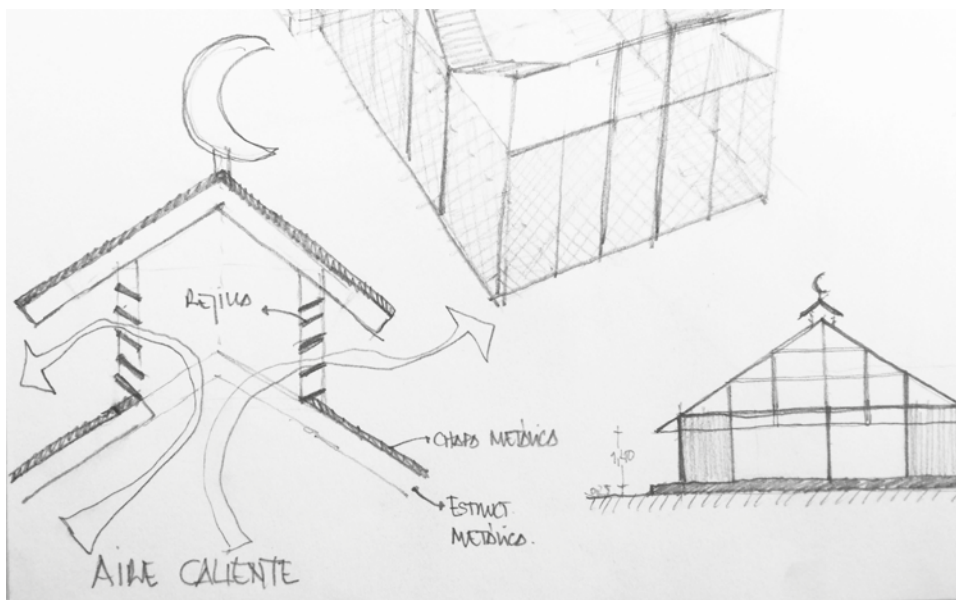 REJILLA
CHAPA METÁLICA
ESTRUCT.
METÁLICA.
1,40
AIRE CALIENTE